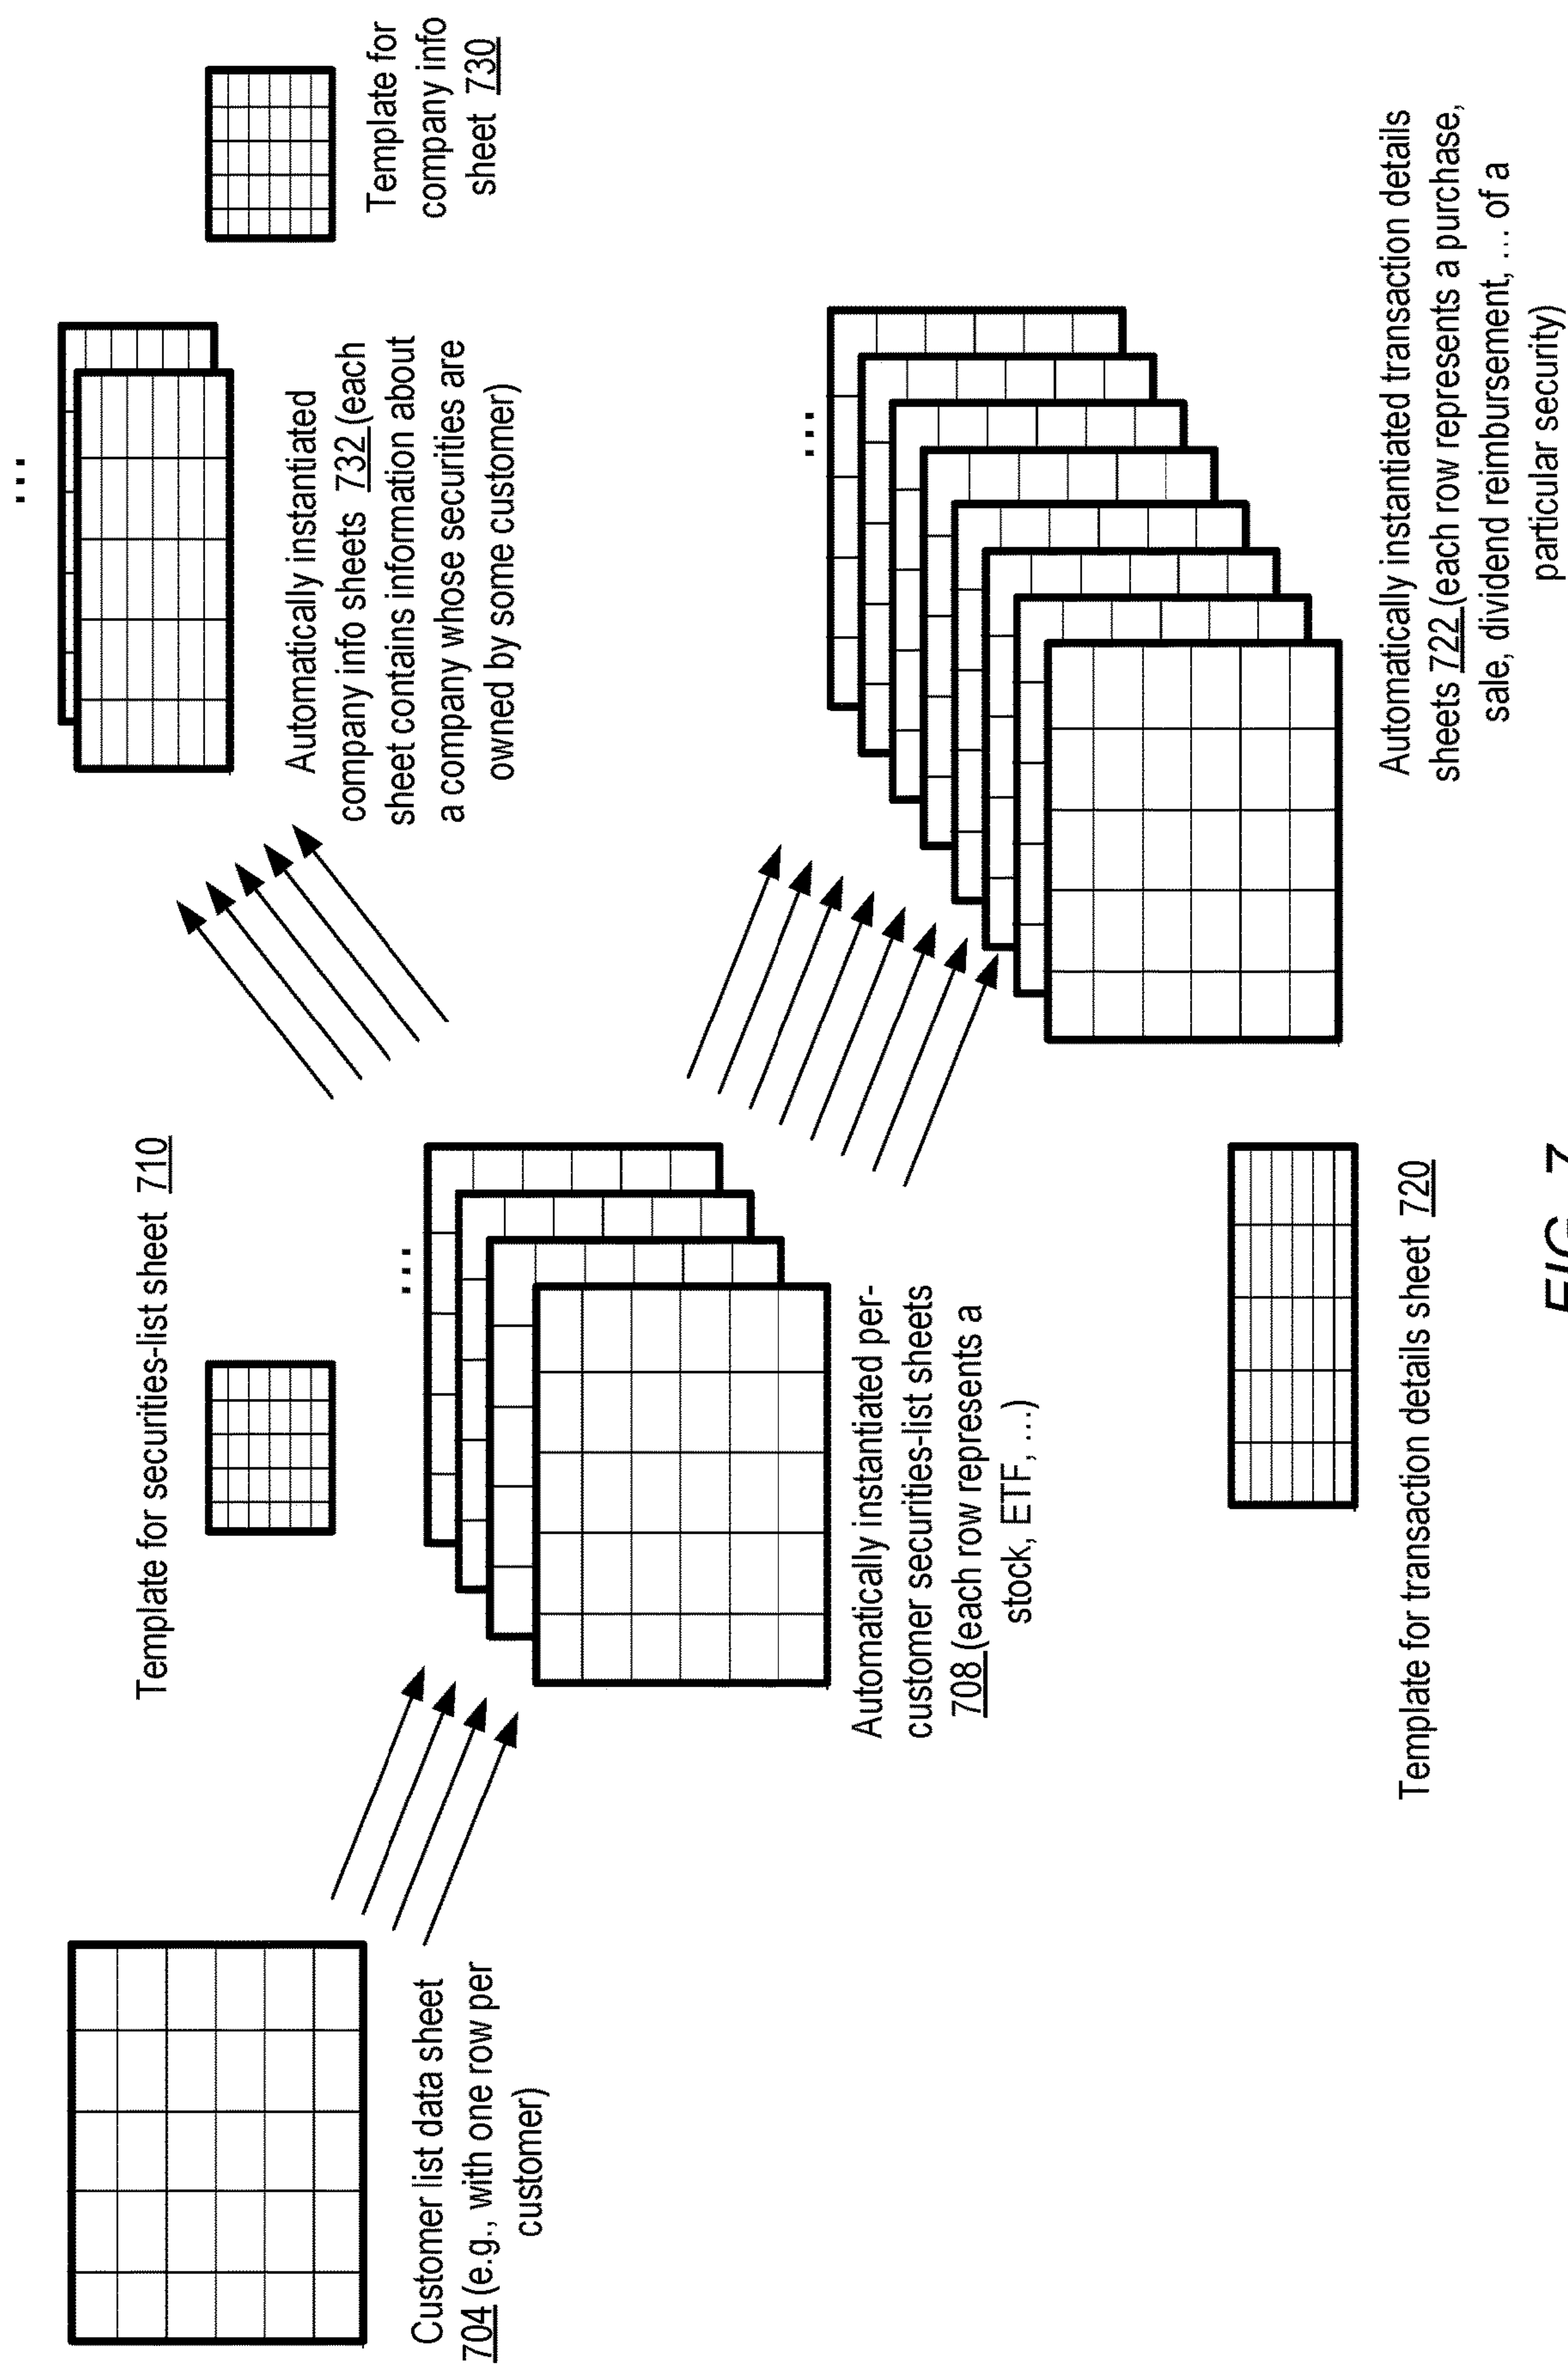 Customer list data sheet
704 (e.g., with one row per
customer)
Template for securities-list sheet 710
...
Automatically instantiated per-
customer securities-list sheets
708 (each row represents a
stock, ETF, ...)
Template for transaction details sheet 720
...
Automatically instantiated
company info sheets 732 (each
sheet contains information about
a company whose securities are
owned by some customer)
Template for
company info
sheet 730
...
Automatically instantiated transaction details
sheets 722 (each row represents a purchase,
sale, dividend reimbursement, ... of a
particular security)
FIG. 7